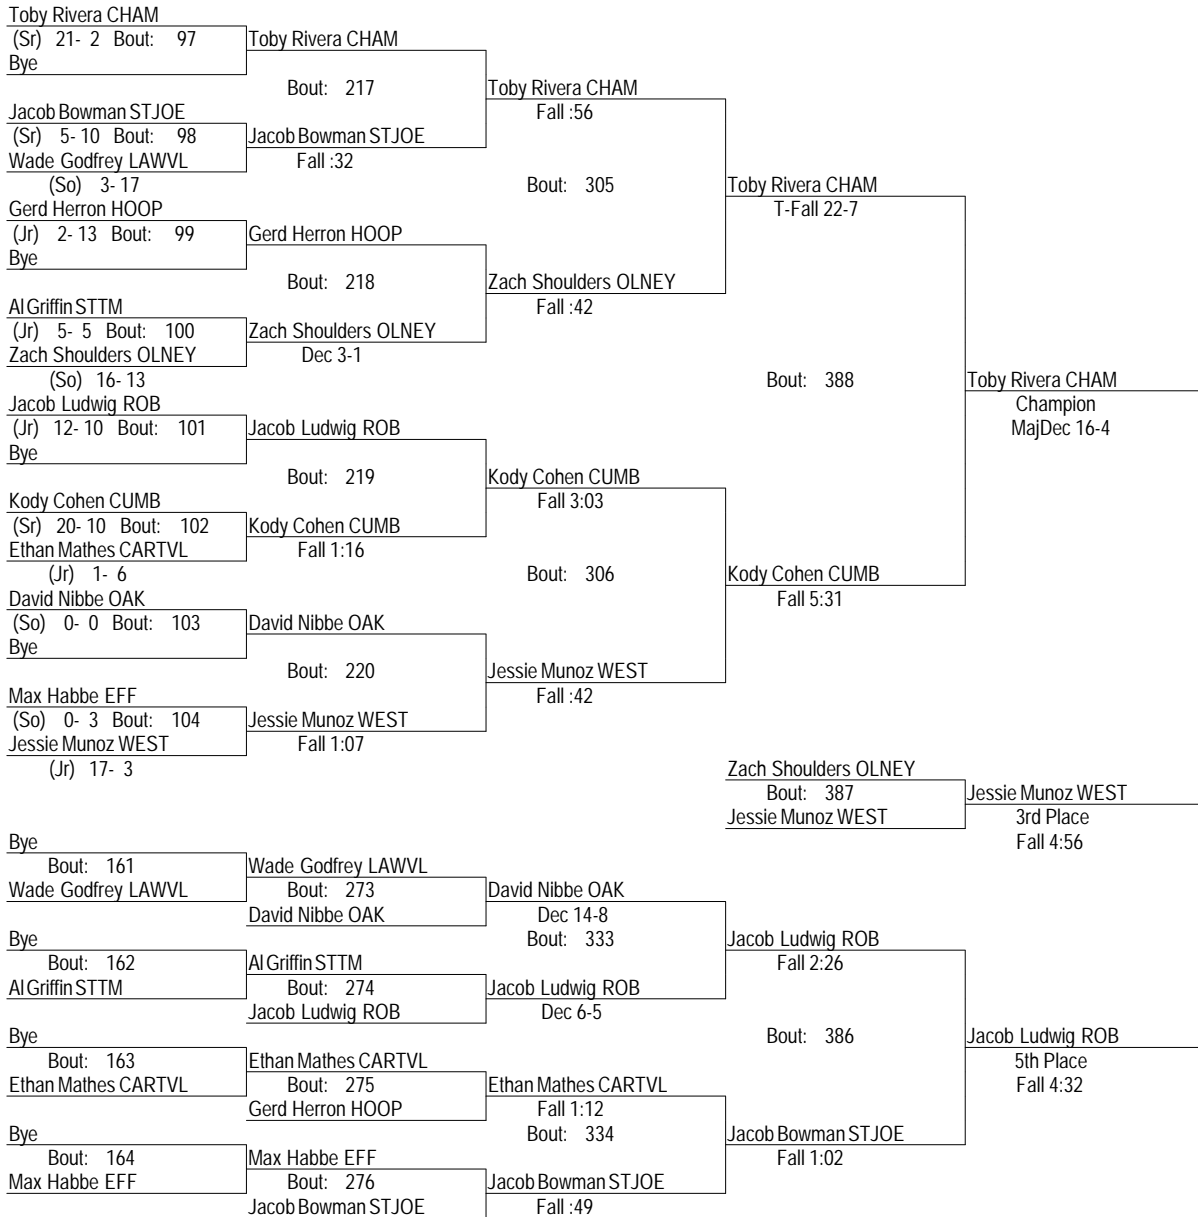 Toby Rivera CHAM
(Sr) 21- 2 Bout: 97
Toby Rivera CHAM
Bye
Bout: 217
Toby Rivera CHAM
Fall :56
Jacob Bowman STJOE
(Sr) 5- 10 Bout: 98
Jacob Bowman STJOE
Wade Godfrey LAWVL
Fall :32
(So) 3- 17
Bout: 305
Toby Rivera CHAM
T-Fall 22-7
Gerd Herron HOOP
(Jr) 2- 13 Bout: 99
Gerd Herron HOOP
Bye
Bout: 218
Zach Shoulders OLNEY
Fall :42
Al Griffin STTM
(Jr) 5- 5 Bout: 100
Zach Shoulders OLNEY
Zach Shoulders OLNEY
Dec 3-1
(So) 16- 13
Bout: 388
Toby Rivera CHAM
Champion
MajDec 16-4
Jacob Ludwig ROB
(Jr) 12- 10 Bout: 101
Jacob Ludwig ROB
Bye
Bout: 219
Kody Cohen CUMB
Fall 3:03
Kody Cohen CUMB
(Sr) 20- 10 Bout: 102
Kody Cohen CUMB
Ethan Mathes CARTVL
Fall 1:16
(Jr) 1- 6
Bout: 306
Kody Cohen CUMB
Fall 5:31
David Nibbe OAK
(So) 0- 0 Bout: 103
David Nibbe OAK
Bye
Bout: 220
Jessie Munoz WEST
Fall :42
Max Habbe EFF
(So) 0- 3 Bout: 104
Jessie Munoz WEST
Jessie Munoz WEST
Fall 1:07
(Jr) 17- 3
Zach Shoulders OLNEY
Bout: 387
Jessie Munoz WEST
Jessie Munoz WEST
3rd Place
Fall 4:56
Bye
Bout: 161
Wade Godfrey LAWVL
Wade Godfrey LAWVL
Bout: 273
David Nibbe OAK
David Nibbe OAK
Dec 14-8
Bout: 333
Jacob Ludwig ROB
Fall 2:26
Bye
Bout: 162
Al Griffin STTM
Al Griffin STTM
Bout: 274
Jacob Ludwig ROB
Jacob Ludwig ROB
Dec 6-5
Bout: 386
Jacob Ludwig ROB
5th Place
Fall 4:32
Bye
Bout: 163
Ethan Mathes CARTVL
Ethan Mathes CARTVL
Bout: 275
Ethan Mathes CARTVL
Gerd Herron HOOP
Fall 1:12
Bout: 334
Jacob Bowman STJOE
Fall 1:02
Bye
Bout: 164
Max Habbe EFF
Max Habbe EFF
Bout: 276
Jacob Bowman STJOE
Jacob Bowman STJOE
Fall :49